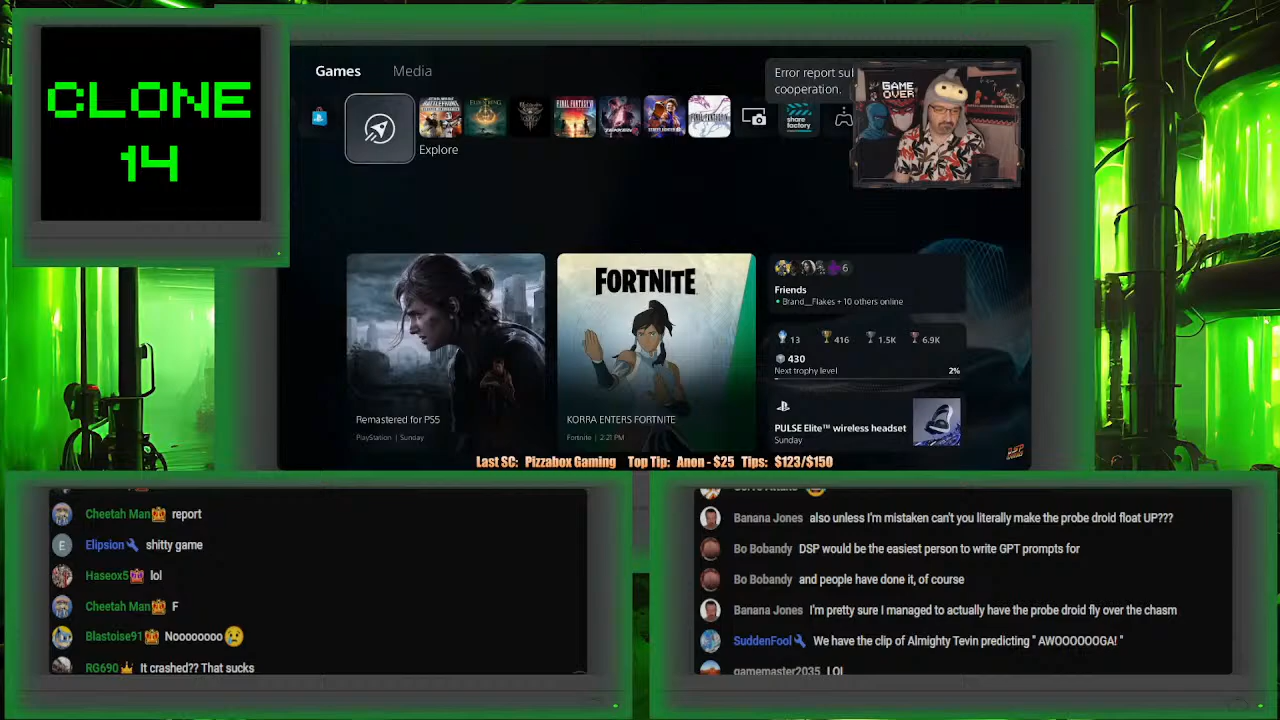 CLONE
14
Games
Media
Error report sul
cooperation.
GAME
OVER
Explore
share
factory
FORTNITE
Remastered for PS5
PlayStation | Sunday
KORRA ENTERS FORTNITE
Fortnite | 2:21 PM
6
Friends
Brand__Flakes + 10 others online
13
416
1.5K
6.9K
430
Next trophy level
2%
PULSE Elite™ wireless headset
Sunday
Last SC: Pizzabox Gaming Top Tip: Anon - $25 Tips: $123/$150
Cheetah Man report
E
Elipsion shitty game
Haseox5 lol
Cheetah Man F
Blastoise91 Nooooooo
RG690 It crashed?? That sucks
Banana Jones also unless I'm mistaken can't you literally make the probe droid float UP???
Bo Bobandy DSP would be the easiest person to write GPT prompts for
Bo Bobandy and people have done it, of course
Banana Jones I'm pretty sure I managed to actually have the probe droid fly over the chasm
SuddenFool We have the clip of Almighty Tevin predicting " AWOOOOOOGA! "
gamemaster2035 LOL